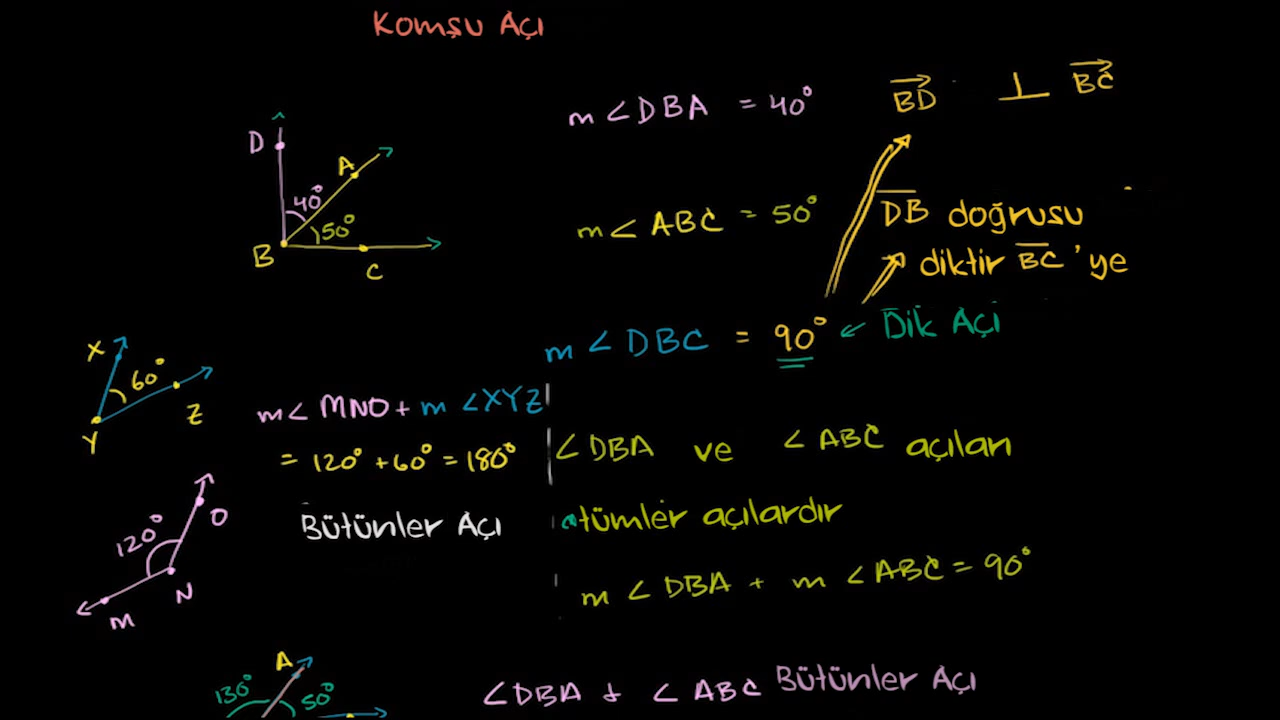 Komşu Açı
m∠DBA = 40°
BD ⊥ BC
D
A
40°
50°
B
C
m∠ABC = 50°
DB doğrusu
diktir BC 'ye
m∠DBC = 90° ← Dik Açı
X
60°
Z
Y
m∠MNO + m∠XYZ
= 120° + 60° = 180°
Bütünler Açı
∠DBA ve ∠ABC açıları
tümler açılardır
m∠DBA + m∠ABC = 90°
120°
O
N
M
A
130°
50°
∠DBA + ∠ABC Bütünler Açı